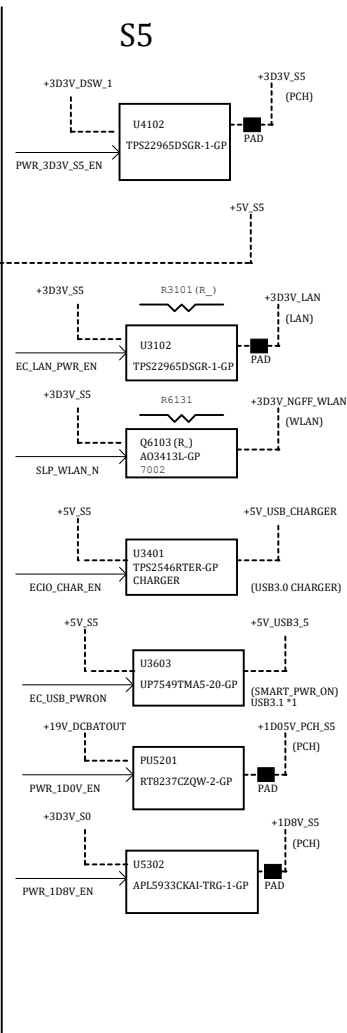 S5
+3D3V_DSW_1
+3D3V_S5
(PCH)
U4102
TPS22965DSGR-1-GP
PAD
PWR_3D3V_S5_EN
+5V_S5
+3D3V_S5
R3101 (R_)
+3D3V_LAN
(LAN)
U3102
TPS22965DSGR-1-GP
PAD
EC_LAN_PWR_EN
+3D3V_S5
R6131
+3D3V_NGFF_WLAN
(WLAN)
Q6103 (R_)
AO3413L-GP
7002
SLP_WLAN_N
+5V_S5
+5V_USB_CHARGER
U3401
TPS2546RTER-GP
CHARGER
ECIO_CHAR_EN
(USB3.0 CHARGER)
+5V_S5
+5V_USB3_5
U3603
UP7549TMA5-20-GP
EC_USB_PWRON
(SMART_PWR_ON)
USB3.1 *1
+19V_DCBATOUT
+1D05V_PCH_S5
(PCH)
PU5201
RT8237CZQW-2-GP
PAD
PWR_1D0V_EN
+3D3V_S0
+1D8V_S5
(PCH)
U5302
APL5933CKAI-TRG-1-GP
PAD
PWR_1D8V_EN